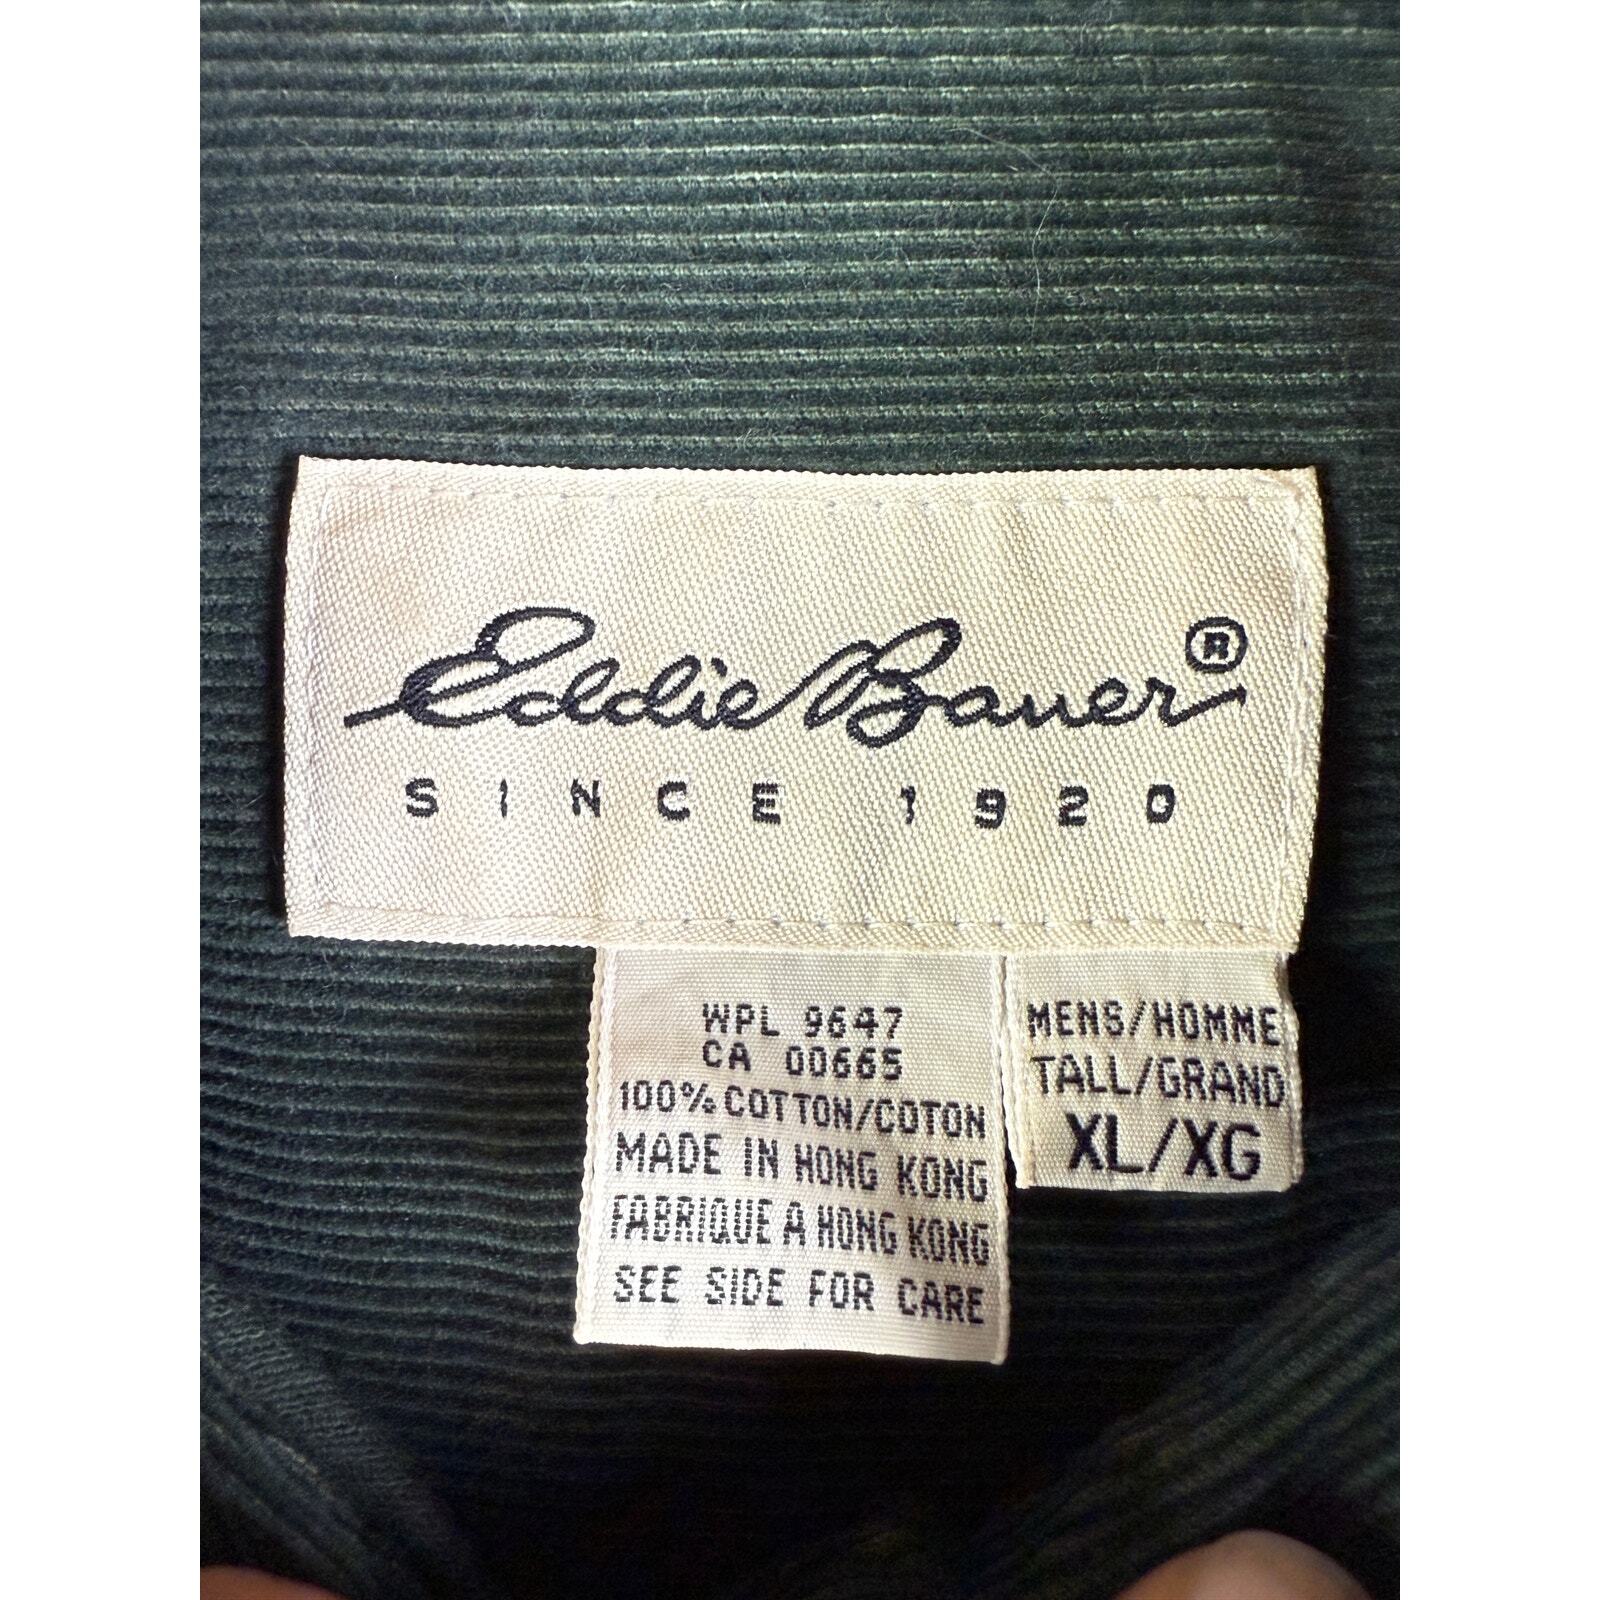 Eddie Bauer®
SINCE 1920
WPL 9647
CA 00665
100% COTTON/COTON
MADE IN HONG KONG
FABRIQUE A HONG KONG
SEE SIDE FOR CARE
MENS/HOMME
TALL/GRAND
XL/XG